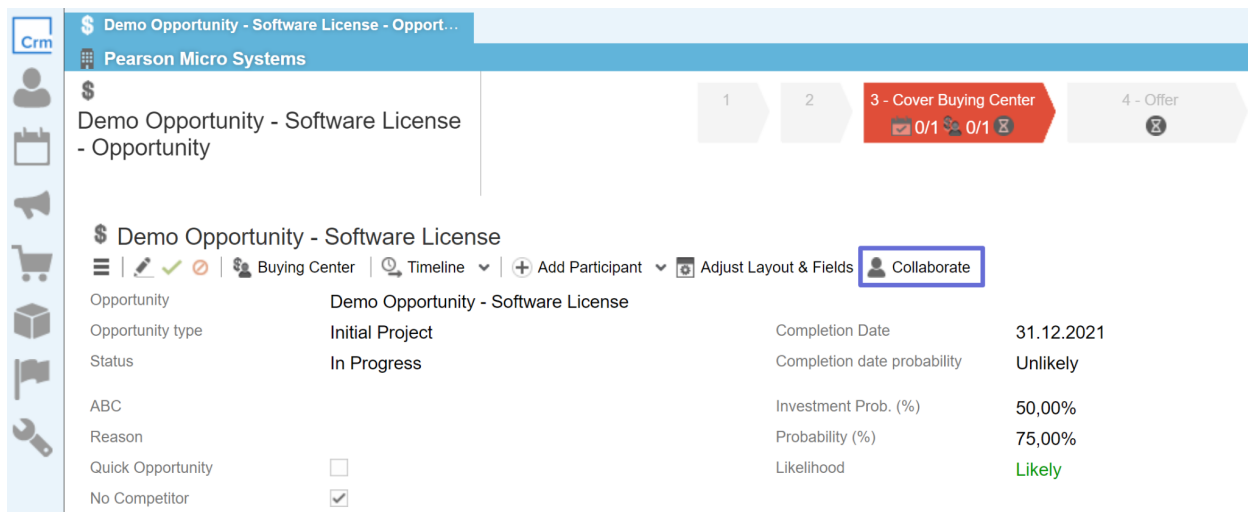 Crm
Demo Opportunity - Software License - Opport...
Pearson Micro Systems
Demo Opportunity - Software License
- Opportunity
1
2
3 - Cover Buying Center
0/1 0/1
4 - Offer
Demo Opportunity - Software License
Buying Center Timeline Add Participant Adjust Layout & Fields Collaborate
Opportunity Demo Opportunity - Software License
Opportunity type Initial Project Completion Date 31.12.2021
Status In Progress Completion date probability Unlikely
ABC Investment Prob. (%) 50,00%
Reason Probability (%) 75,00%
Quick Opportunity Likelihood Likely
No Competitor